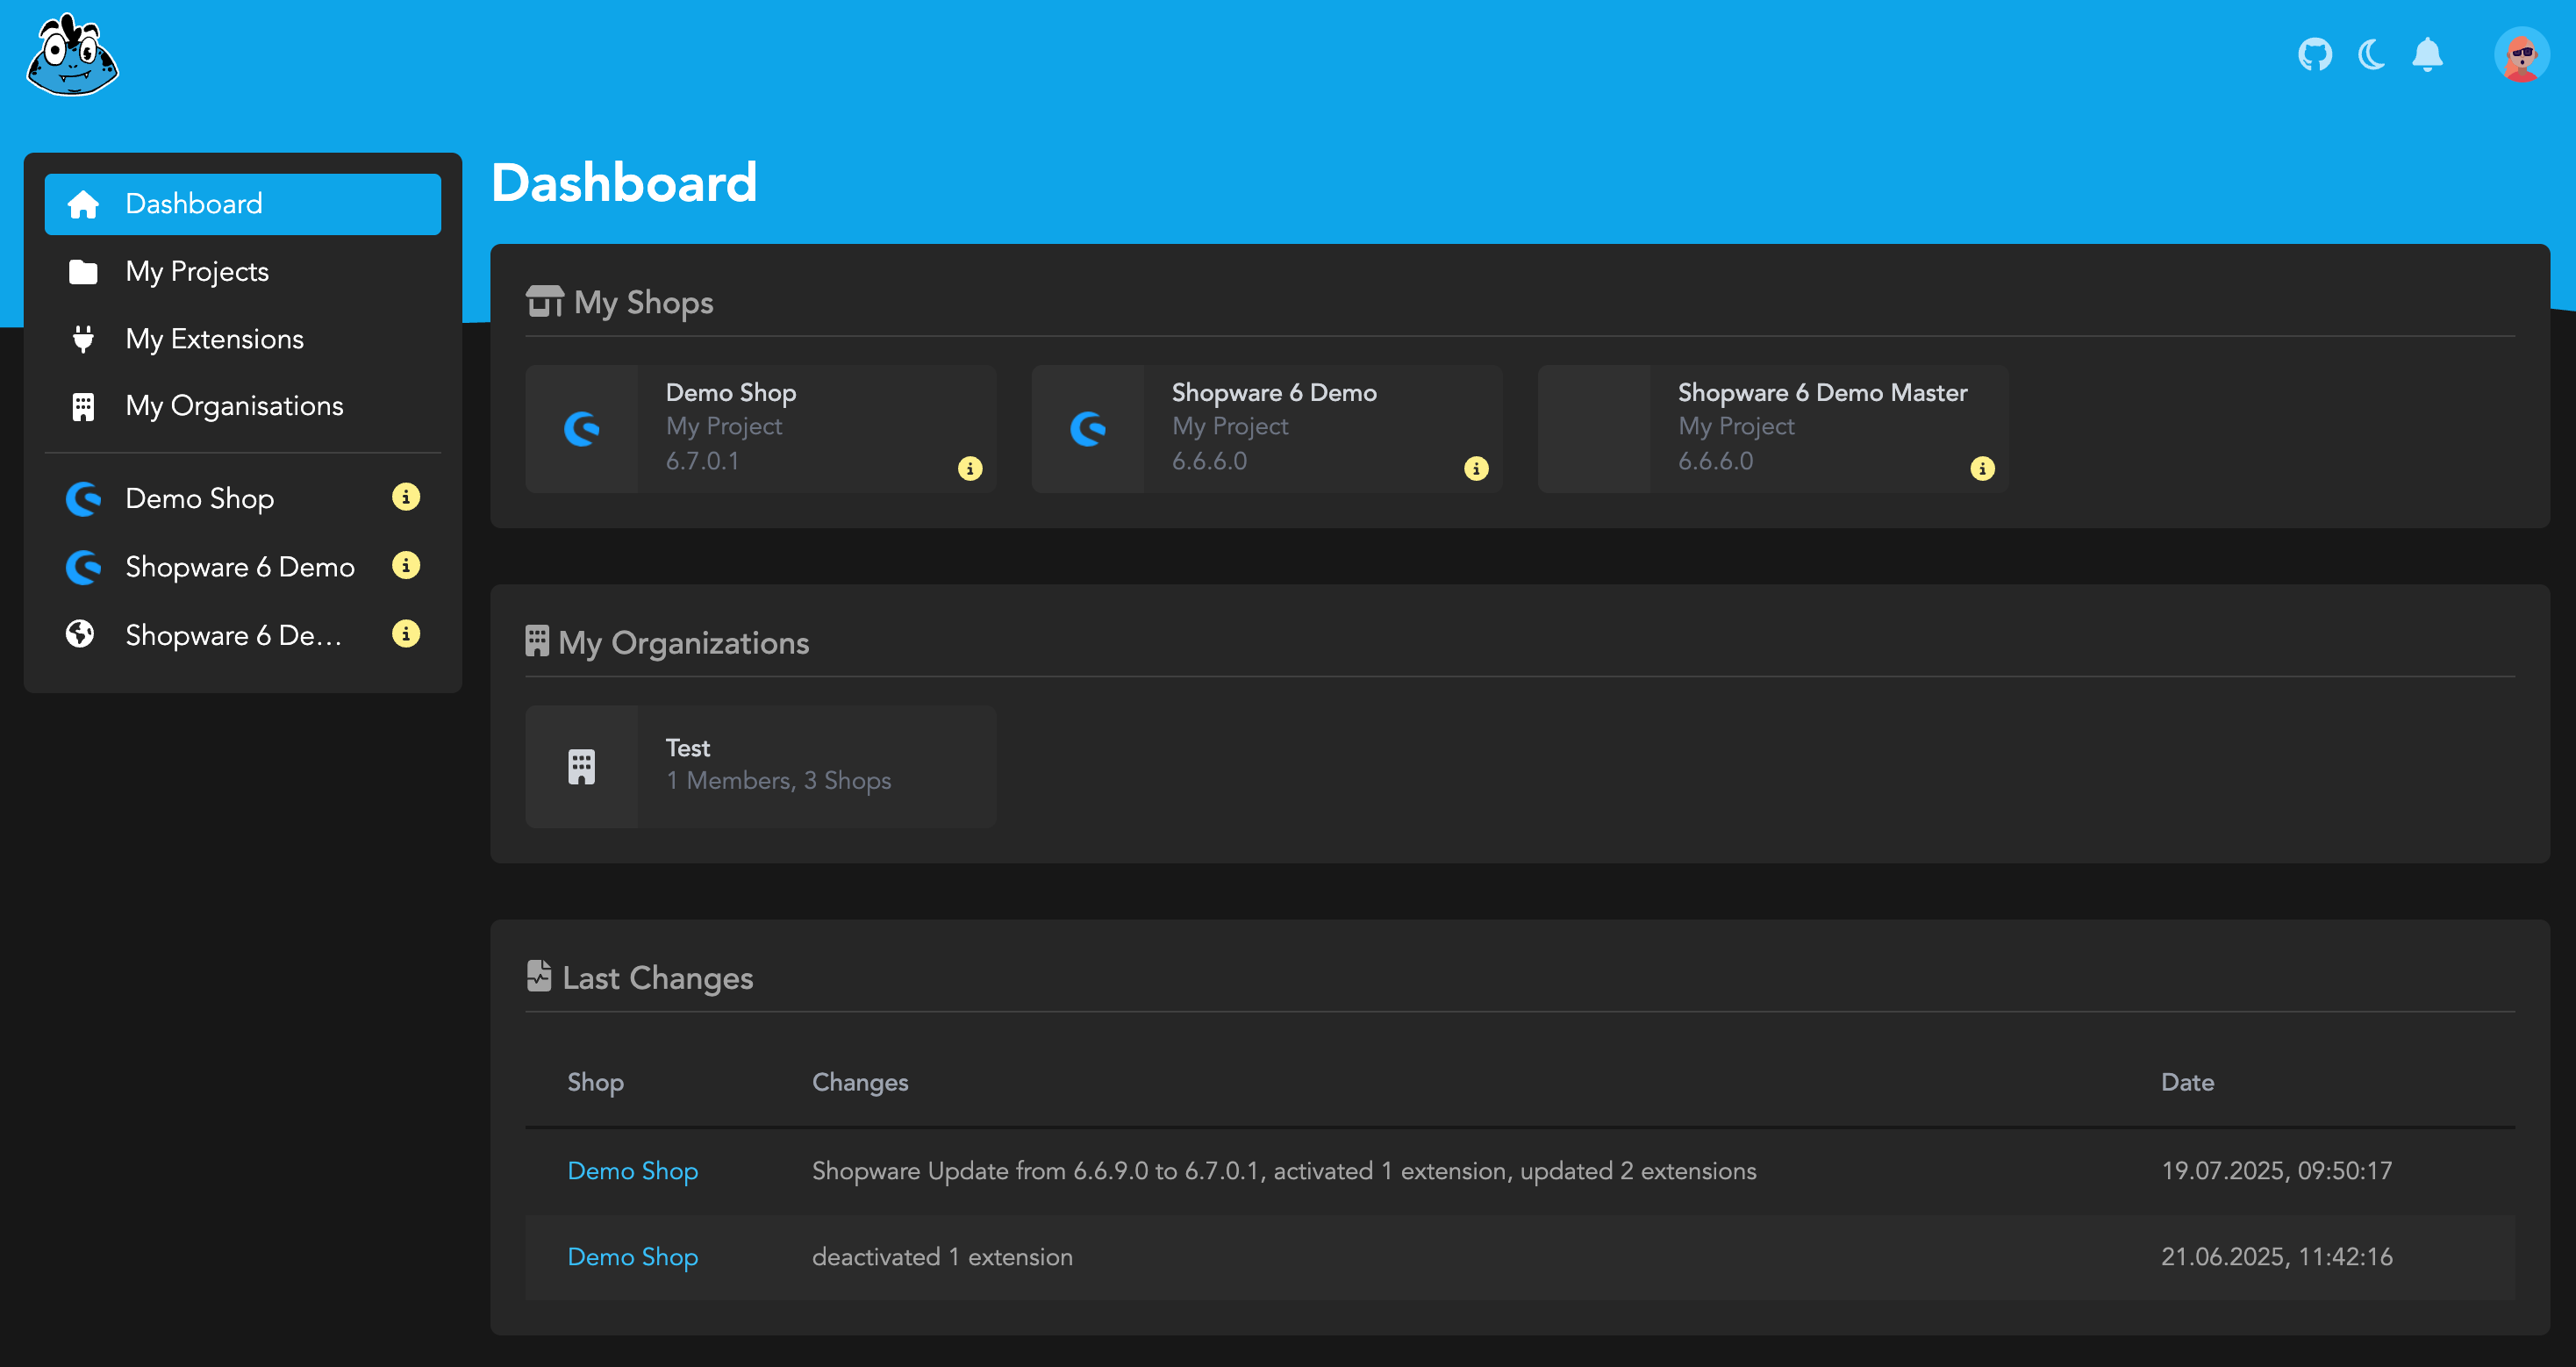 Dashboard
My Projects
My Extensions
My Organisations
Demo Shop
Shopware 6 Demo
Shopware 6 De...
Dashboard
My Shops
Demo Shop
My Project
6.7.0.1
Shopware 6 Demo
My Project
6.6.6.0
Shopware 6 Demo Master
My Project
6.6.6.0
My Organizations
Test
1 Members, 3 Shops
Last Changes
Shop Changes Date
Demo Shop Shopware Update from 6.6.9.0 to 6.7.0.1, activated 1 extension, updated 2 extensions 19.07.2025, 09:50:17
Demo Shop deactivated 1 extension 21.06.2025, 11:42:16